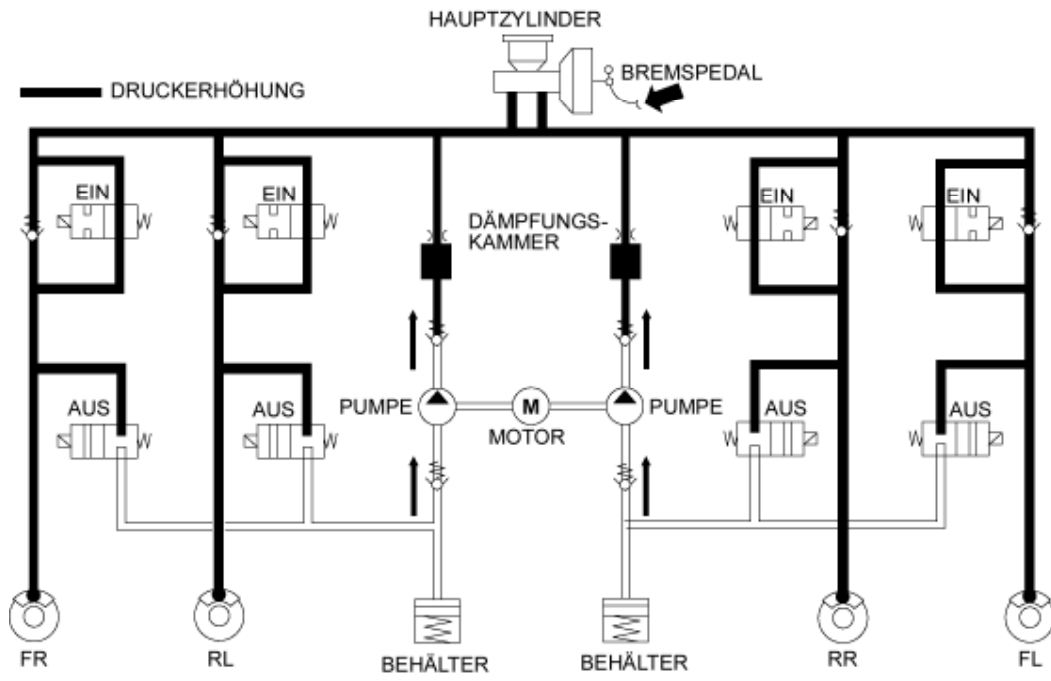 HAUPTZYLINDER
BREMSPEDAL
DRUCKERHÖHUNG
EIN
EIN
EIN
EIN
DÄMPFUNGS-
KAMMER
AUS
AUS
PUMPE
M
PUMPE
AUS
AUS
MOTOR
FR
RL
BEHÄLTER
BEHÄLTER
RR
FL